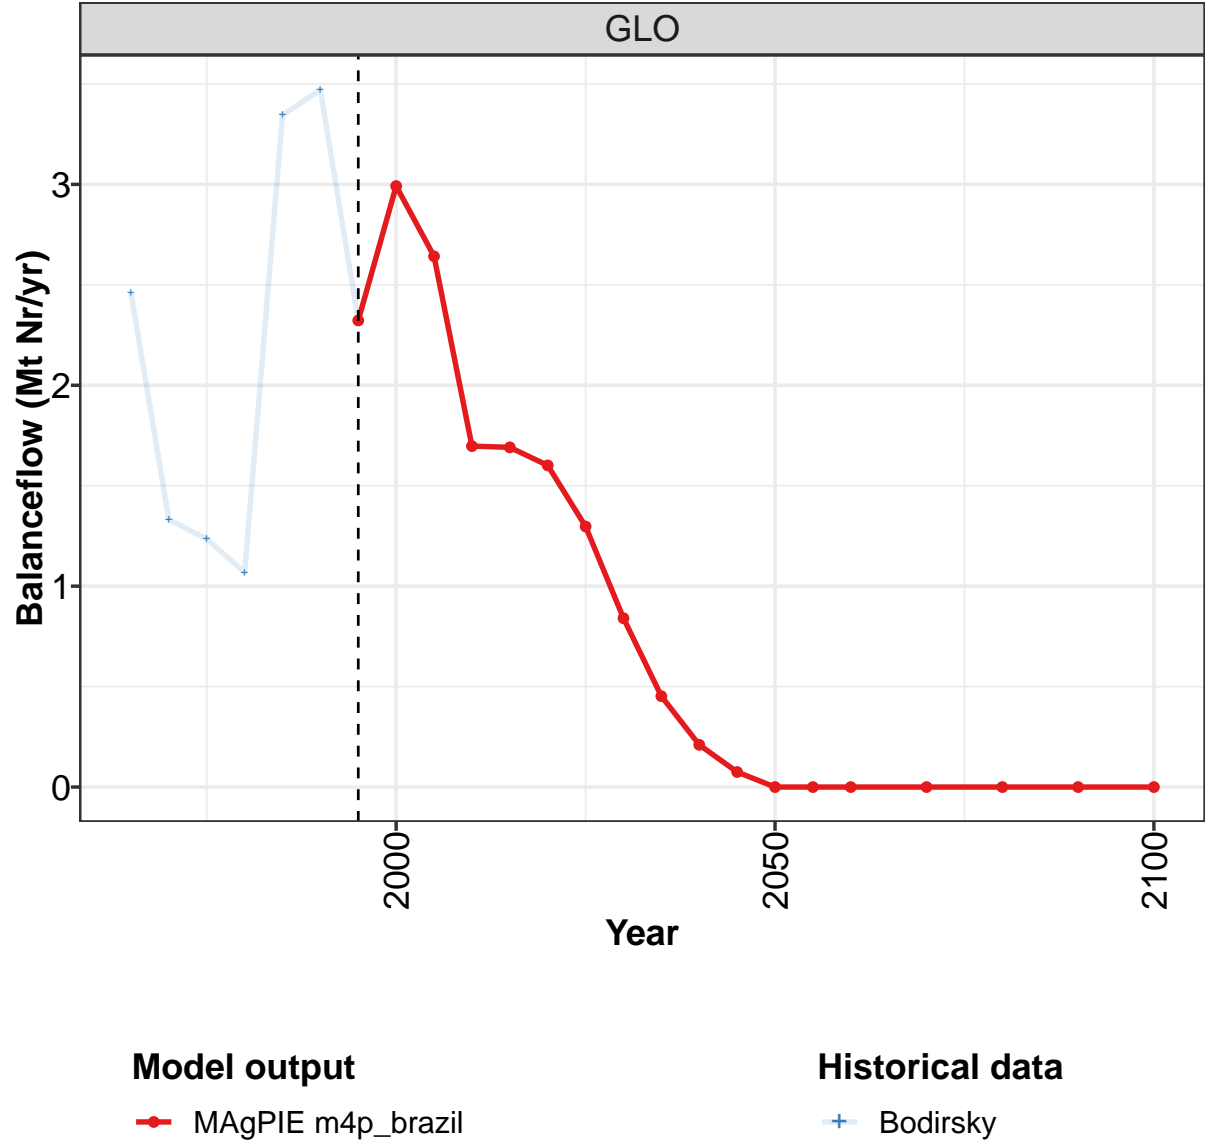 GLO
Balanceflow (Mt Nr/yr)
3
2
1
0
2000
2050
2100
Year
Model output
MAgPIE m4p_brazil
Historical data
Bodirsky